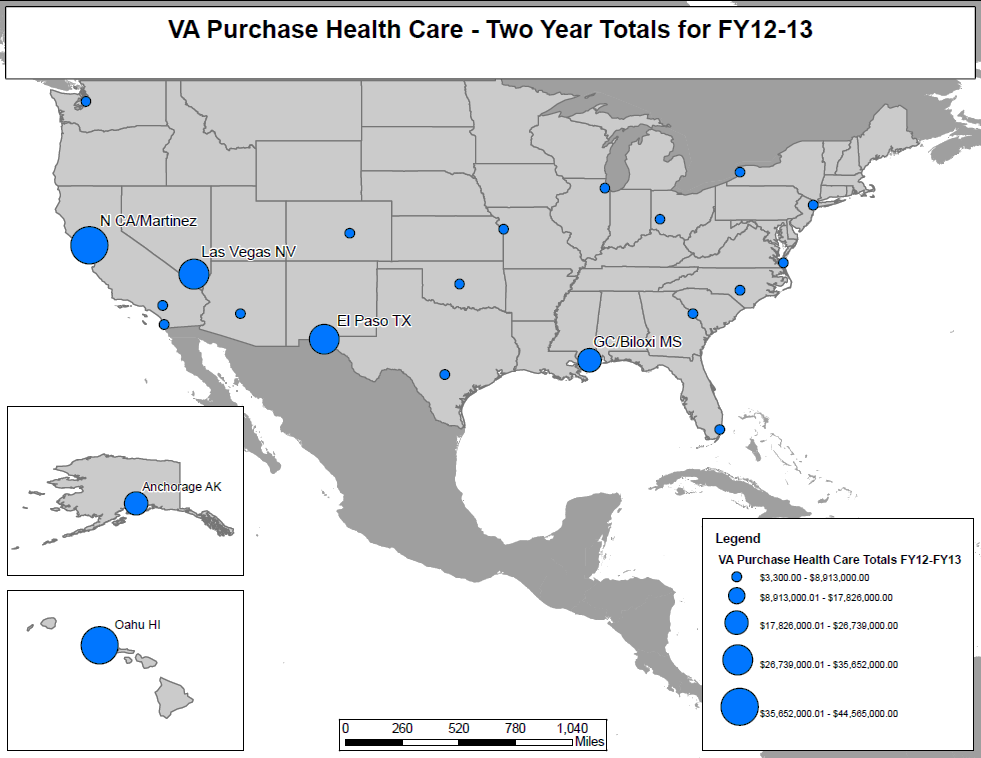 VA Purchase Health Care - Two Year Totals for FY12-13
N CA/Martinez
Las Vegas NV
El Paso TX
GC/Biloxi MS
Anchorage AK
Oahu HI
Legend
VA Purchase Health Care Totals FY12-FY13
$3,300.00 - $8,913,000.00
$8,913,000.01 - $17,826,000.00
$17,826,000.01 - $26,739,000.00
$26,739,000.01 - $35,652,000.00
$35,652,000.01 - $44,565,000.00
0 260 520 780 1,040
Miles